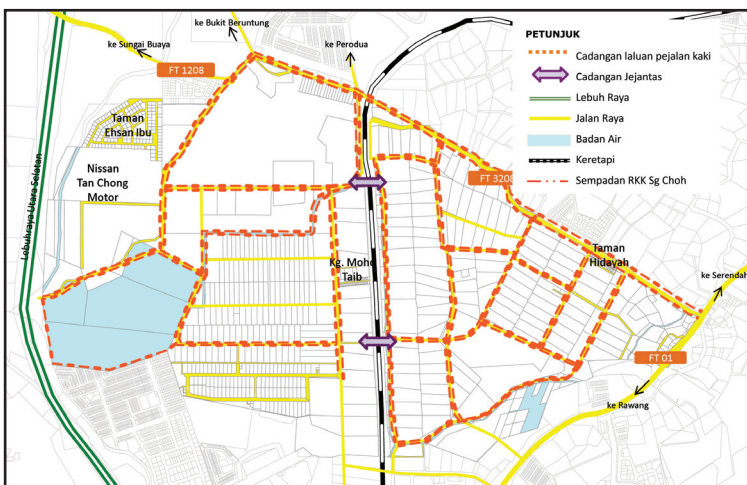 ke Bukit Beruntung
ke Sungai Buaya
ke Perodua
FT 1208
Taman
Ehsan Ibu
Nissan
Tan Chong
Motor
Lebuhraya Utara Selatan
FT 3208
Kg. Mohd
Taib
Taman
Hidayah
ke Serendah
FT 01
ke Rawang
PETUNJUK
Cadangan laluan pejalan kaki
Cadangan Jejantas
Lebuh Raya
Jalan Raya
Badan Air
Keretapi
Sempadan RKK Sg Choh